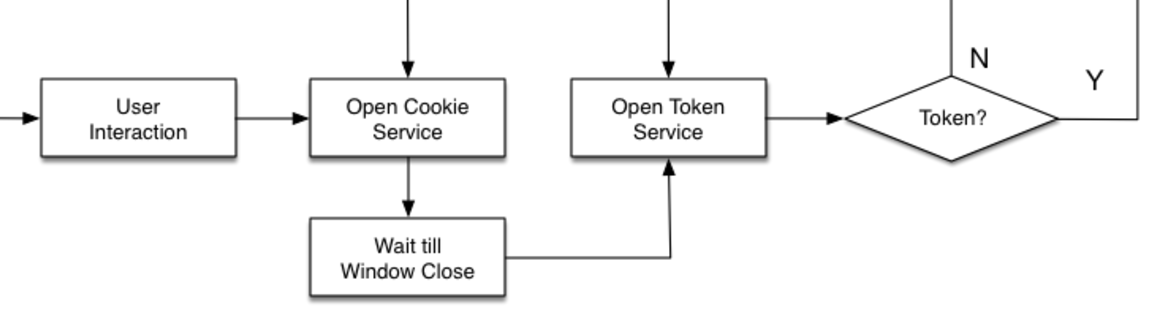 User
Interaction
Open Cookie
Service
Wait till
Window Close
Open Token
Service
Token?
N
Y